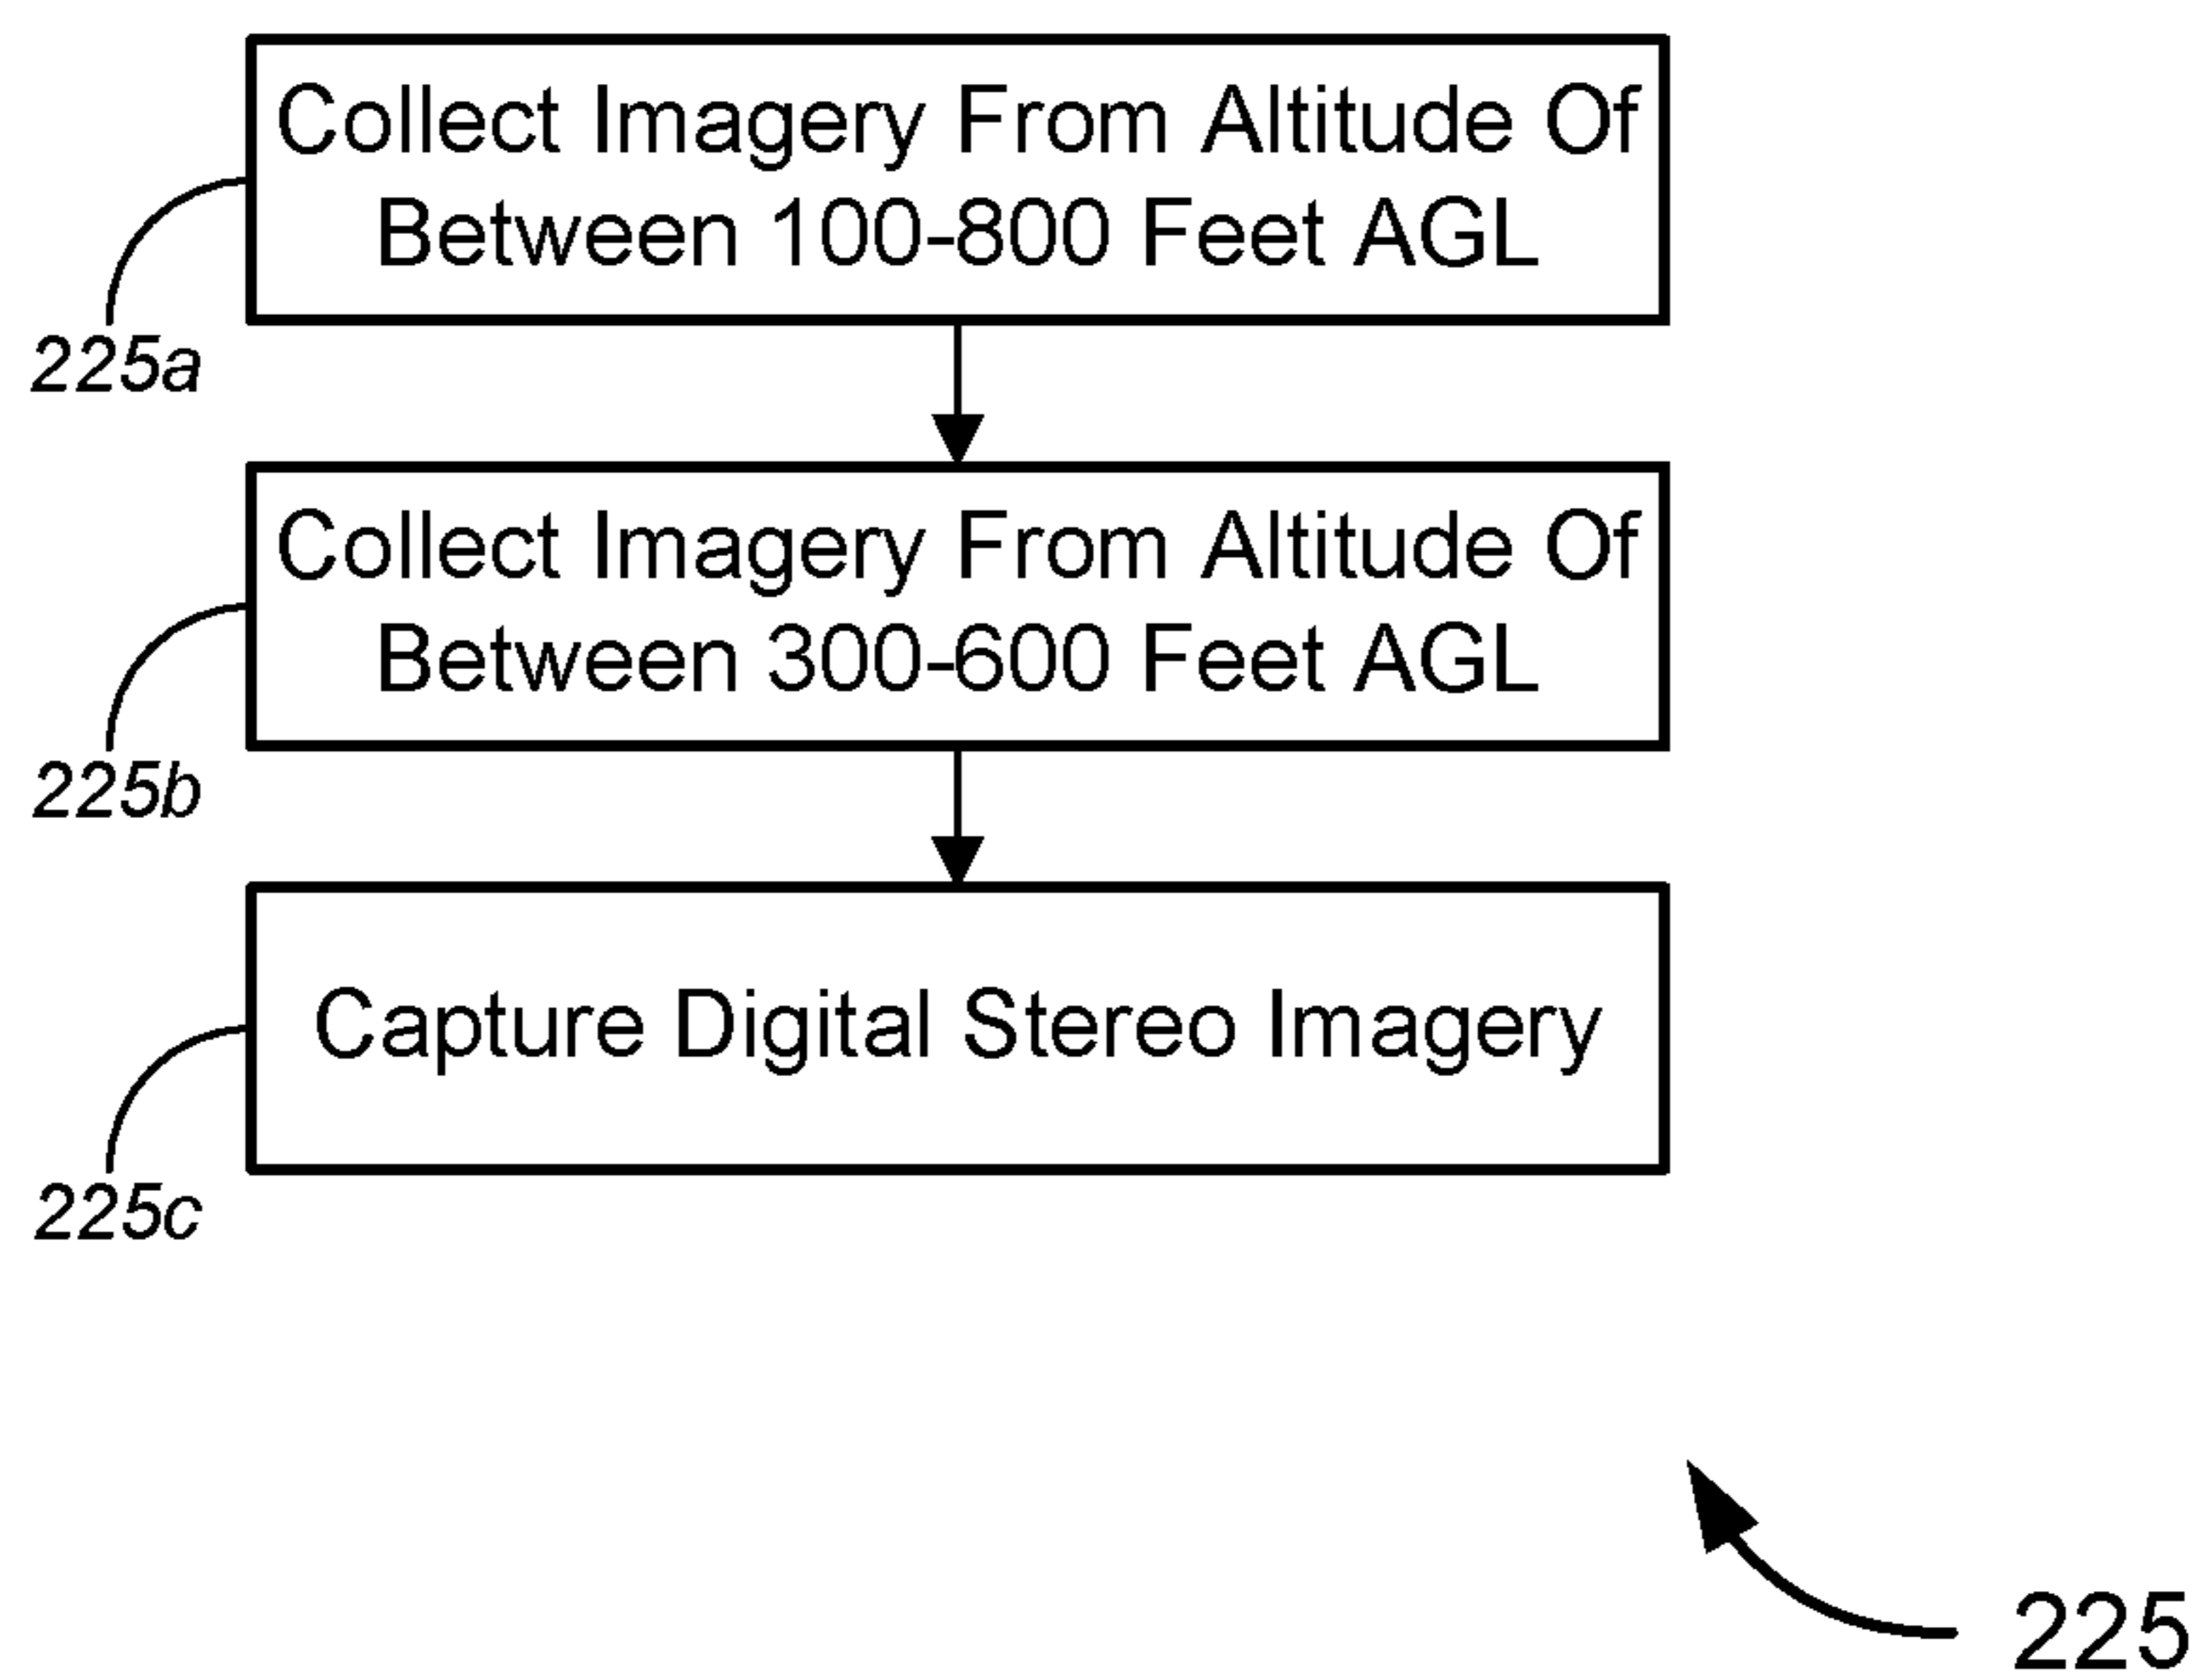 Collect Imagery From Altitude Of
Between 100-800 Feet AGL
225a
Collect Imagery From Altitude Of
Between 300-600 Feet AGL
225b
Capture Digital Stereo Imagery
225c
225